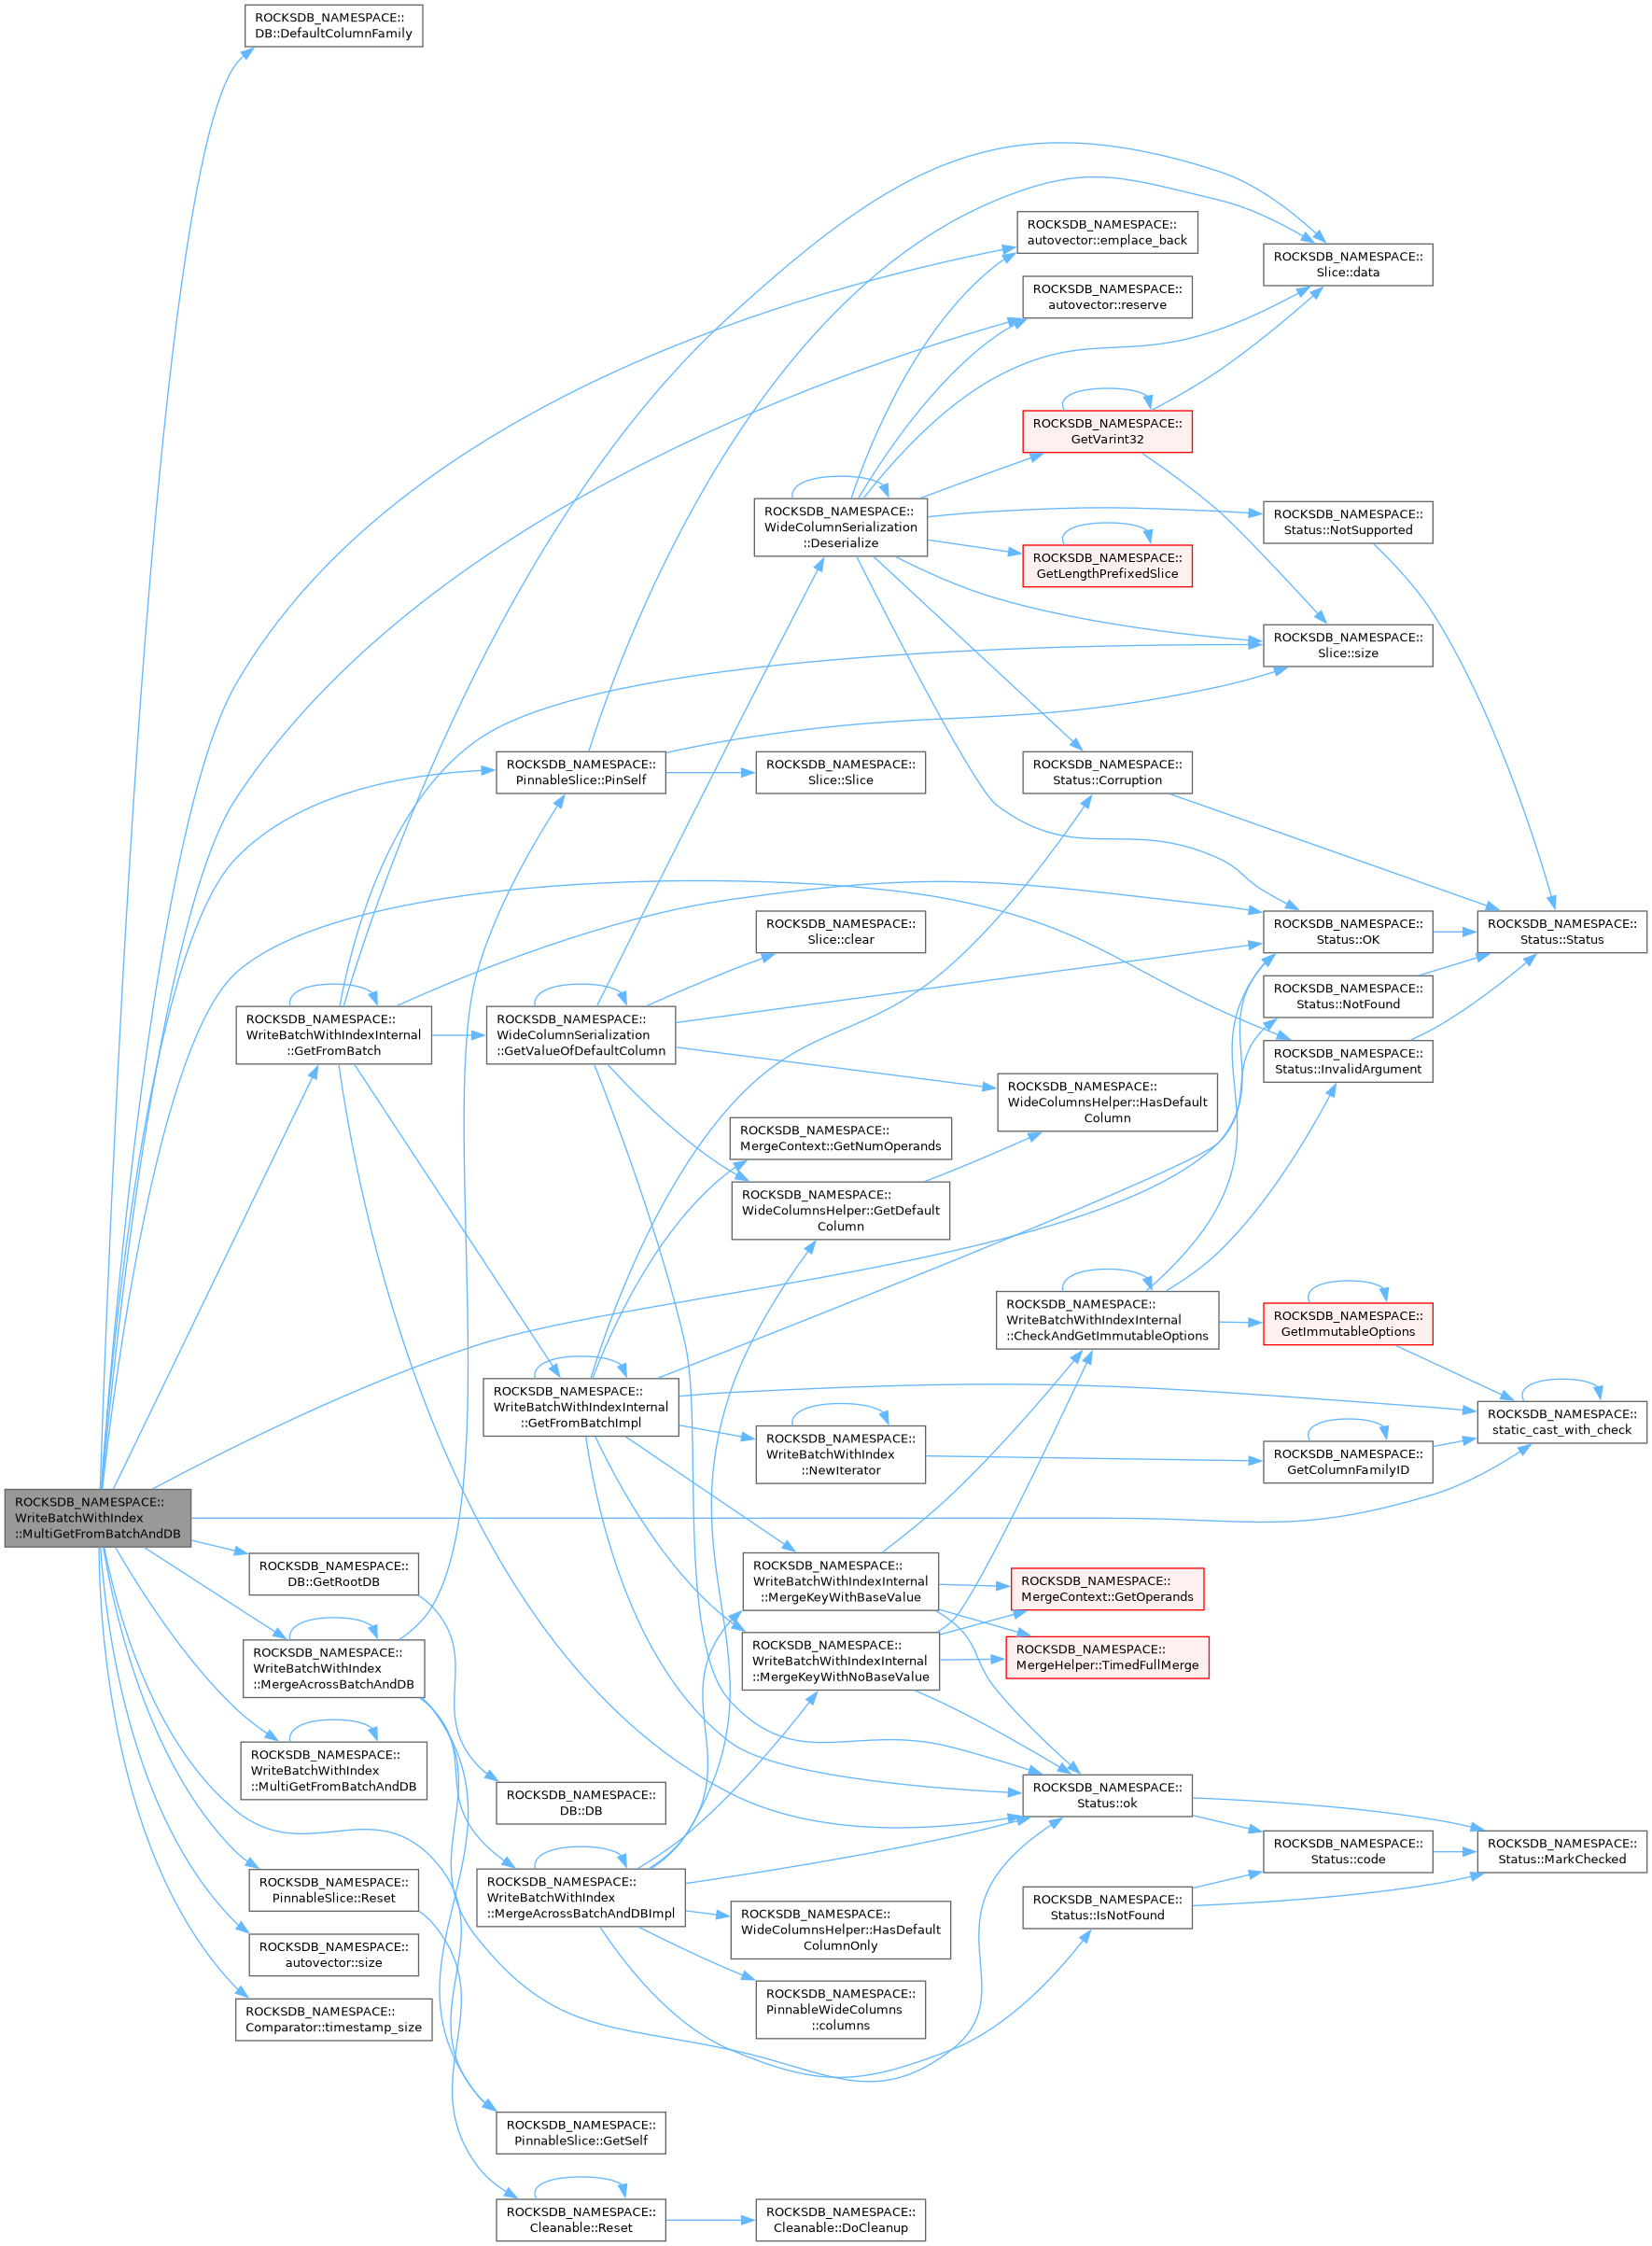 ROCKSDB_NAMESPACE::
DB::DefaultColumnFamily
ROCKSDB_NAMESPACE::
autovector::emplace_back
ROCKSDB_NAMESPACE::
Slice::data
ROCKSDB_NAMESPACE::
autovector::reserve
ROCKSDB_NAMESPACE::
GetVarint32
ROCKSDB_NAMESPACE::
WideColumnSerialization
::Deserialize
ROCKSDB_NAMESPACE::
Status::NotSupported
ROCKSDB_NAMESPACE::
GetLengthPrefixedSlice
ROCKSDB_NAMESPACE::
Slice::size
ROCKSDB_NAMESPACE::
PinnableSlice::PinSelf
ROCKSDB_NAMESPACE::
Slice::Slice
ROCKSDB_NAMESPACE::
Status::Corruption
ROCKSDB_NAMESPACE::
Slice::clear
ROCKSDB_NAMESPACE::
Status::OK
ROCKSDB_NAMESPACE::
Status::Status
ROCKSDB_NAMESPACE::
Status::NotFound
ROCKSDB_NAMESPACE::
WriteBatchWithIndexInternal
::GetFromBatch
ROCKSDB_NAMESPACE::
WideColumnSerialization
::GetValueOfDefaultColumn
ROCKSDB_NAMESPACE::
Status::InvalidArgument
ROCKSDB_NAMESPACE::
WideColumnsHelper::HasDefault
Column
ROCKSDB_NAMESPACE::
MergeContext::GetNumOperands
ROCKSDB_NAMESPACE::
WideColumnsHelper::GetDefault
Column
ROCKSDB_NAMESPACE::
WriteBatchWithIndexInternal
::CheckAndGetImmutableOptions
ROCKSDB_NAMESPACE::
GetImmutableOptions
ROCKSDB_NAMESPACE::
WriteBatchWithIndexInternal
::GetFromBatchImpl
ROCKSDB_NAMESPACE::
static_cast_with_check
ROCKSDB_NAMESPACE::
WriteBatchWithIndex
::NewIterator
ROCKSDB_NAMESPACE::
GetColumnFamilyID
ROCKSDB_NAMESPACE::
WriteBatchWithIndex
::MultiGetFromBatchAndDB
ROCKSDB_NAMESPACE::
DB::GetRootDB
ROCKSDB_NAMESPACE::
WriteBatchWithIndexInternal
::MergeKeyWithBaseValue
ROCKSDB_NAMESPACE::
MergeContext::GetOperands
ROCKSDB_NAMESPACE::
WriteBatchWithIndex
::MergeAcrossBatchAndDB
ROCKSDB_NAMESPACE::
WriteBatchWithIndexInternal
::MergeKeyWithNoBaseValue
ROCKSDB_NAMESPACE::
MergeHelper::TimedFullMerge
ROCKSDB_NAMESPACE::
WriteBatchWithIndex
::MultiGetFromBatchAndDB
ROCKSDB_NAMESPACE::
DB::DB
ROCKSDB_NAMESPACE::
Status::ok
ROCKSDB_NAMESPACE::
Status::code
ROCKSDB_NAMESPACE::
Status::MarkChecked
ROCKSDB_NAMESPACE::
PinnableSlice::Reset
ROCKSDB_NAMESPACE::
WriteBatchWithIndex
::MergeAcrossBatchAndDBImpl
ROCKSDB_NAMESPACE::
Status::IsNotFound
ROCKSDB_NAMESPACE::
WideColumnsHelper::HasDefault
ColumnOnly
ROCKSDB_NAMESPACE::
autovector::size
ROCKSDB_NAMESPACE::
PinnableWideColumns
::columns
ROCKSDB_NAMESPACE::
Comparator::timestamp_size
ROCKSDB_NAMESPACE::
PinnableSlice::GetSelf
ROCKSDB_NAMESPACE::
Cleanable::Reset
ROCKSDB_NAMESPACE::
Cleanable::DoCleanup